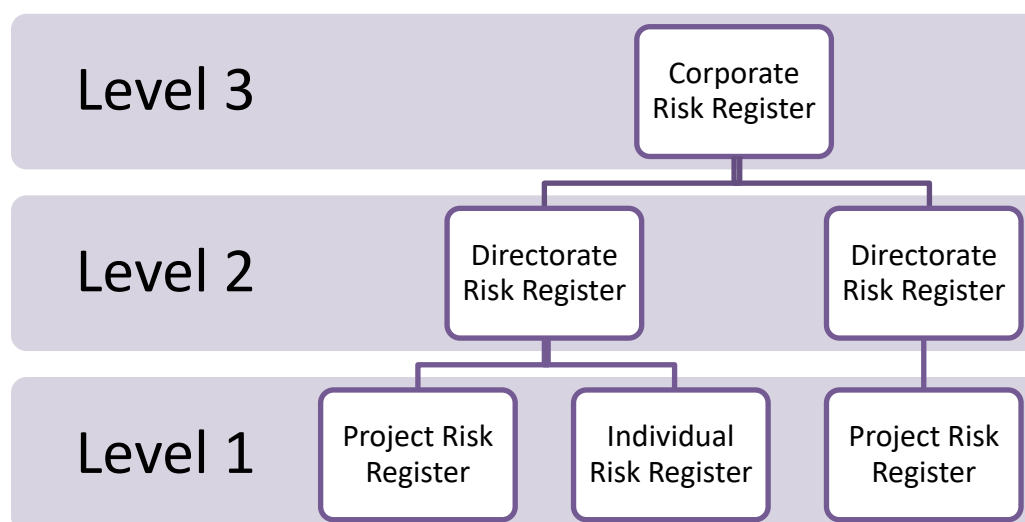 Level 3
Corporate
Risk Register
Level 2
Directorate
Risk Register
Directorate
Risk Register
Level 1
Project Risk
Register
Individual
Risk Register
Project Risk
Register